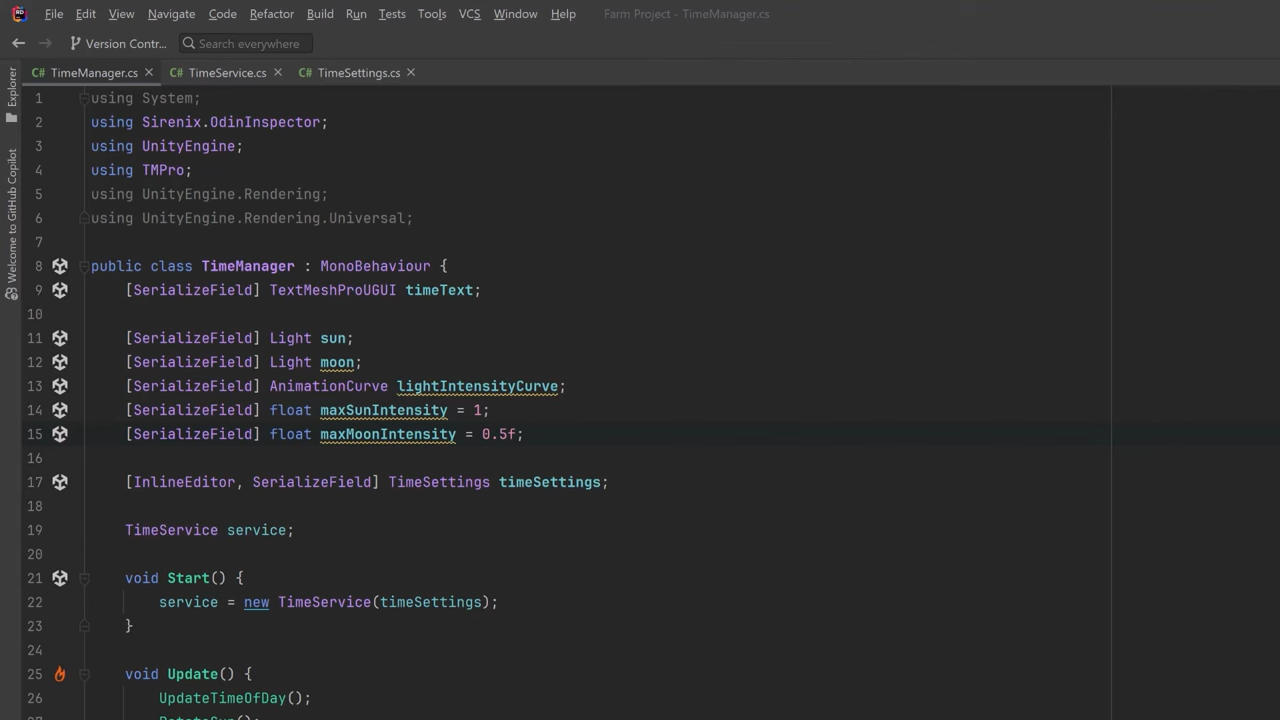 File Edit View Navigate Code Refactor Build Run Tests Tools VCS Window Help Farm Project - TimeManager.cs
Version Contr... Search everywhere
C# TimeManager.cs C# TimeService.cs C# TimeSettings.cs
Explorer
Welcome to GitHub Copilot
1 using System;
2 using Sirenix.OdinInspector;
3 using UnityEngine;
4 using TMPro;
5 using UnityEngine.Rendering;
6 using UnityEngine.Rendering.Universal;
7
8 public class TimeManager : MonoBehaviour {
9 [SerializeField] TextMeshProUGUI timeText;
10
11 [SerializeField] Light sun;
12 [SerializeField] Light moon;
13 [SerializeField] AnimationCurve lightIntensityCurve;
14 [SerializeField] float maxSunIntensity = 1;
15 [SerializeField] float maxMoonIntensity = 0.5f;
16
17 [InlineEditor, SerializeField] TimeSettings timeSettings;
18
19 TimeService service;
20
21 void Start() {
22 service = new TimeService(timeSettings);
23 }
24
25 void Update() {
26 UpdateTimeOfDay();